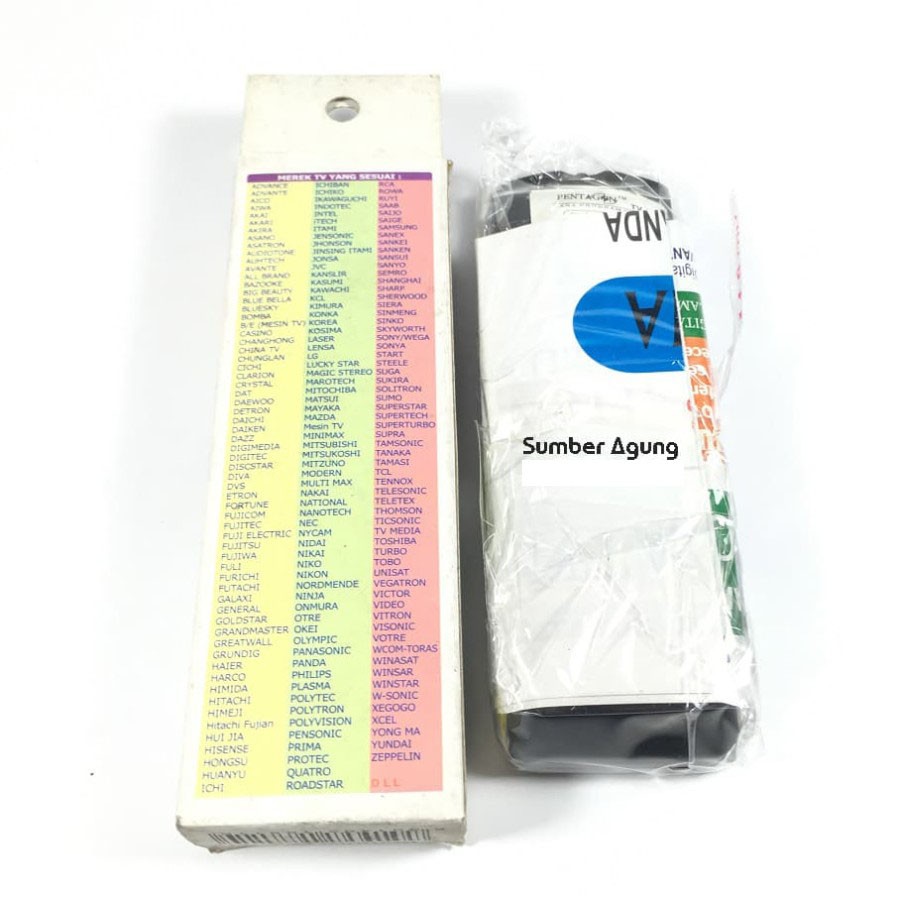 MEREK TV YANG SESUAI :
ADVANCE
ADVANTE
AICO
AIWA
AKAI
AKARI
AKIRA
ASANO
ASATRON
AUDIOTONE
AUHTECH
AVANTE
ALL BRAND
BAZOOKE
BIG BEAUTY
BLUE BELLA
BLUESKY
BOMBA
B/E (MESIN TV)
CASINO
CHANGHONG
CHINA TV
CHUNGLAN
CICHI
CLARION
CRYSTAL
DAT
DAEWOO
DETRON
DAICHI
DAIKEN
DAZZ
DIGIMEDIA
DIGITEC
DISCSTAR
DIVA
DVS
ETRON
FORTUNE
FUJICOM
FUJITEC
FUJI ELECTRIC
FUJITSU
FUJIWA
FULI
FURICHI
FUTACHI
GALAXI
GENERAL
GOLDSTAR
GRANDMASTER
GREATWALL
GRUNDIG
HAIER
HARCO
HIMIDA
HITACHI
HIMEJI
Hitachi Fujian
HUI JIA
HISENSE
HONGSU
HUANYU
ICHI
ICHIBAN
ICHIKO
IKAWAGUCHI
INDOTEC
INTEL
iTECH
ITAMI
JENSONIC
JHONSON
JINSING ITAMI
JONSA
JVC
KANSLIR
KASUMI
KAWACHI
KCL
KIMURA
KONKA
KOREA
KOSIMA
LASER
LENSA
LG
LUCKY STAR
MAGIC STEREO
MAROTECH
MITOCHIBA
MATSUI
MAYAKA
MAZDA
Mesin TV
MINIMAX
MITSUBISHI
MITSUKOSHI
MITZUNO
MODERN
MULTI MAX
NAKAI
NATIONAL
NANOTECH
NEC
NYCAM
NIDAI
NIKAI
NIKO
NIKON
NORDMENDE
NINJA
ONMURA
OTRE
OKEI
OLYMPIC
PANASONIC
PANDA
PHILIPS
PLASMA
POLYTEC
POLYTRON
POLYVISION
PENSONIC
PRIMA
PROTEC
QUATRO
ROADSTAR
RCA
ROWA
RUYI
SAAB
SAIJO
SAIGE
SAMSUNG
SANEX
SANKEI
SANKEN
SANSUI
SANYO
SEMRO
SHANGHAI
SHARP
SHERWOOD
SIERA
SINMENG
SINKO
SKYWORTH
SONY/WEGA
SONYA
START
STEELE
SUGA
SUKIRA
SOLITRON
SUMO
SUPERSTAR
SUPERTECH
SUPERTURBO
SUPRA
TAMSONIC
TANAKA
TAMASI
TCL
TENNOX
TELESONIC
TELETEX
THOMSON
TICSONIC
TV MEDIA
TOSHIBA
TURBO
TOBO
UNISAT
VEGATRON
VICTOR
VIDEO
VITRON
VISONIC
VOTRE
WCOM-TORAS
WINASAT
WINSAR
WINSTAR
W-SONIC
XEGOGO
XCEL
YONG MA
YUNDAI
ZEPPELIN
D L L
PENTAGON
Sumber Agung